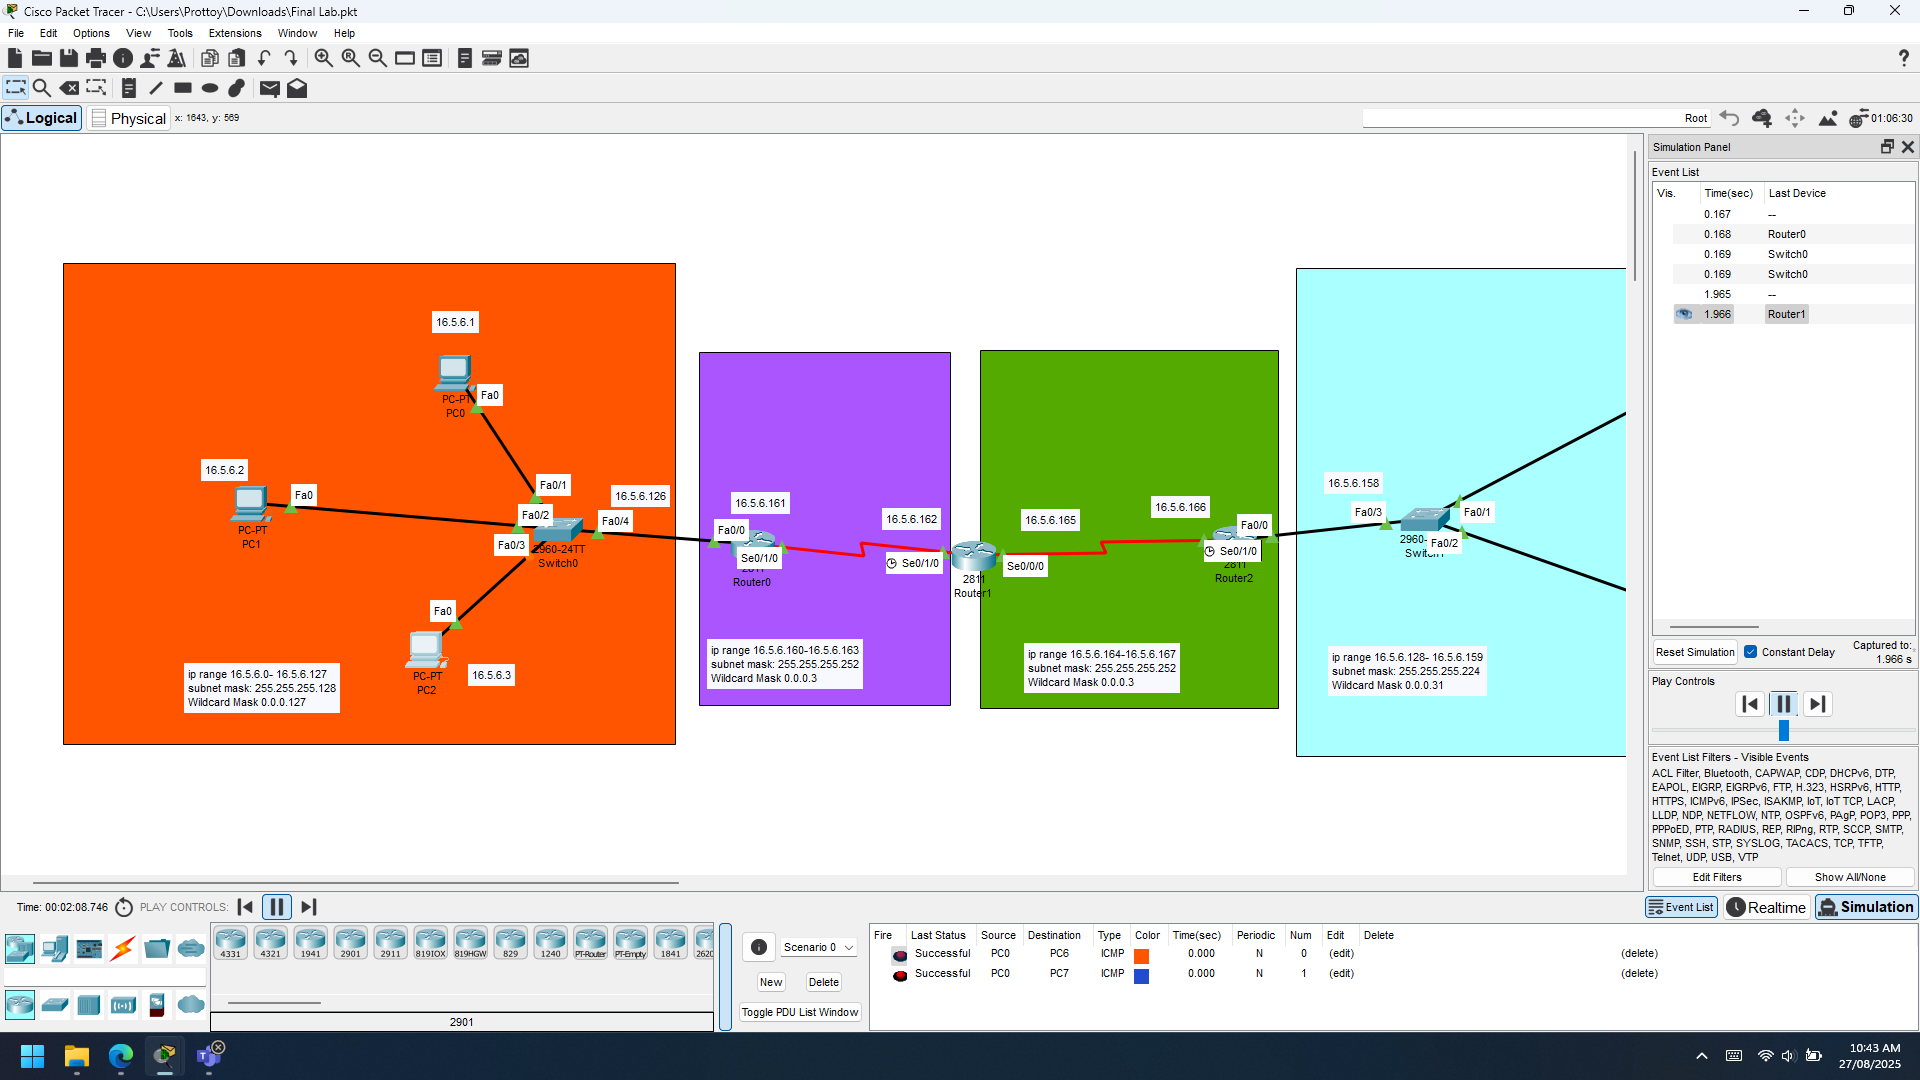 Cisco Packet Tracer - C:\Users\Prottoy\Downloads\Final Lab.pkt
File Edit Options View Tools Extensions Window Help
?
Logical Physical x: 1643, y: 569
Root 01:06:30
Simulation Panel
Event List
Vis. Time(sec) Last Device
0.167 --
0.168 Router0
0.169 Switch0
0.169 Switch0
1.965 --
1.966 Router1
16.5.6.1
Fa0
PC0
16.5.6.2
Fa0
PC-PT
PC1
Fa0/1
Fa0/2
Fa0/3
16.5.6.126
Fa0/4
2960-24TT
Switch0
Fa0
PC-PT
PC2
16.5.6.3
ip range 16.5.6.0- 16.5.6.127
subnet mask: 255.255.255.128
Wildcard Mask 0.0.0.127
16.5.6.161
Fa0/0
Se0/1/0
2811
Router0
16.5.6.162
Se0/1/0
2811
Router1
ip range 16.5.6.160-16.5.6.163
subnet mask: 255.255.255.252
Wildcard Mask 0.0.0.3
16.5.6.165
Se0/0/0
16.5.6.166
Fa0/0
Se0/1/0
2811
Router2
ip range 16.5.6.164-16.5.6.167
subnet mask: 255.255.255.252
Wildcard Mask 0.0.0.3
16.5.6.158
Fa0/3
Fa0/1
Fa0/2
ip range 16.5.6.128- 16.5.6.159
subnet mask: 255.255.255.224
Wildcard Mask 0.0.0.31
Reset Simulation Constant Delay Captured to:
1.966 s
Play Controls
Event List Filters - Visible Events
ACL Filter, Bluetooth, CAPWAP, CDP, DHCPv6, DTP,
EAPOL, EIGRP, EIGRPv6, FTP, H.323, HSRPv6, HTTP,
HTTPS, ICMPv6, IPSec, ISAKMP, IoT, IoT TCP, LACP,
LLDP, NDP, NETFLOW, NTP, OSPFv6, PAgP, POP3, PPP,
PPPoED, PTP, RADIUS, REP, RIPng, RTP, SCCP, SMTP,
SNMP, SSH, STP, SYSLOG, TACACS, TCP, TFTP,
Telnet, UDP, USB, VTP
Edit Filters Show All/None
Time: 00:02:08.746 PLAY CONTROLS:
Event List Realtime Simulation
4331 4321 1941 2901 2911 819IOX 819HGW 829 1240 PT-Router PT-Empty 1841 2620
2901
Scenario 0
New Delete
Toggle PDU List Window
Fire Last Status Source Destination Type Color Time(sec) Periodic Num Edit Delete
Successful PC0 PC6 ICMP 0.000 N 0 (edit) (delete)
Successful PC0 PC7 ICMP 0.000 N 1 (edit) (delete)
10:43 AM
27/08/2025